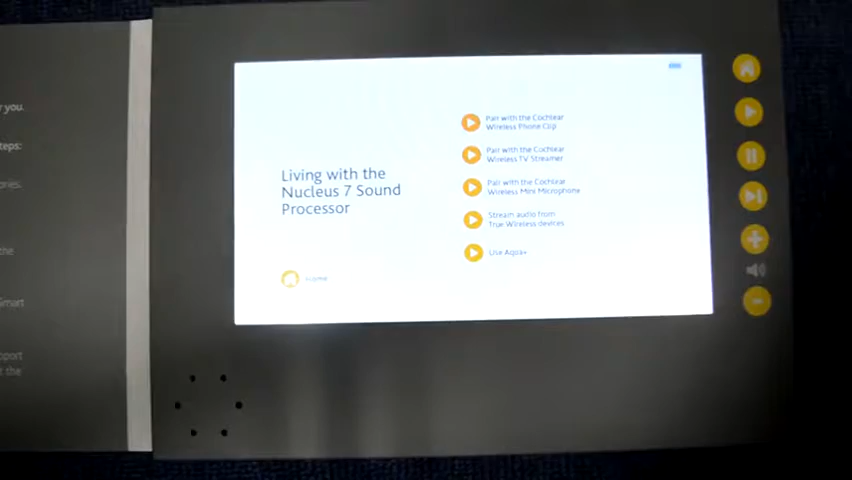 r you.
teps:
ories.
the
Smart
pport
t the
Living with the
Nucleus 7 Sound
Processor
Home
Pair with the Cochlear
Wireless Phone Clip
Pair with the Cochlear
Wireless TV Streamer
Pair with the Cochlear
Wireless Mini Microphone
Stream audio from
True Wireless devices
Use Aqua+